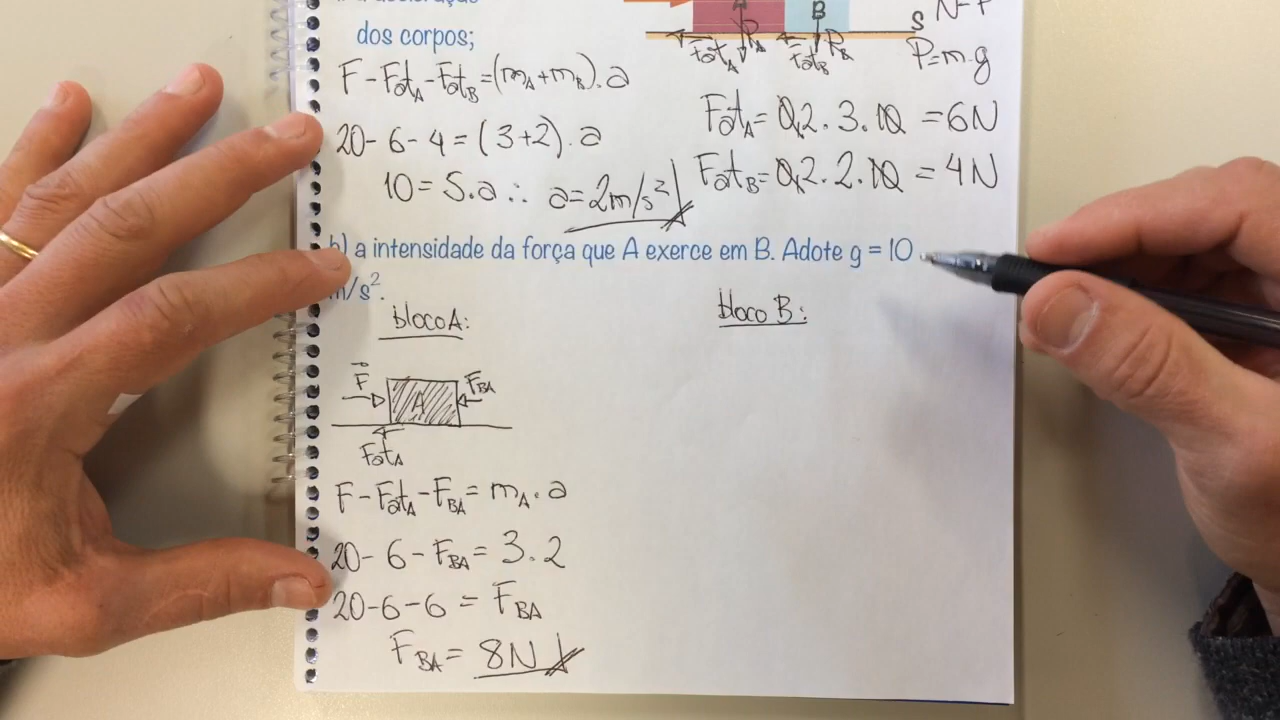 dos corpos;
A B
S N=P
Fat_A P_A Fat_B P_B P=m.g
F - Fat_A - Fat_B = (m_A + m_B).a
Fat_A = 0,2 . 3 . 10 = 6N
20 - 6 - 4 = (3+2).a
Fat_B = 0,2 . 2 . 10 = 4N
10 = 5.a ∴ a = 2m/s²
b) a intensidade da força que A exerce em B. Adote g = 10
m/s².
bloco A:
bloco B:
F F_BA
A
Fat_A
F - Fat_A - F_BA = m_A . a
20 - 6 - F_BA = 3 . 2
20 - 6 - 6 = F_BA
F_BA = 8N